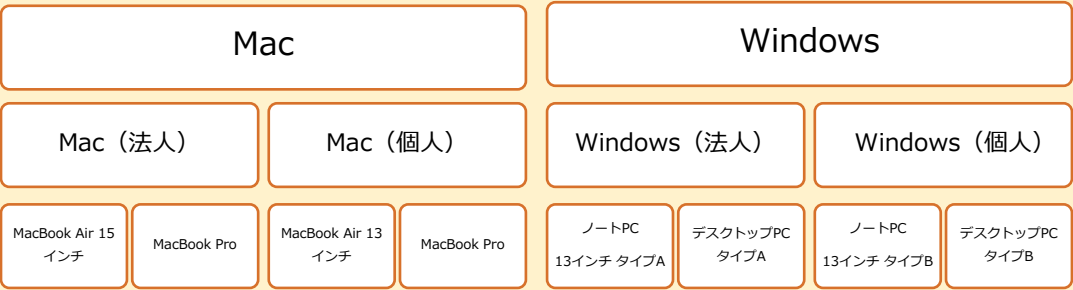 Mac
Windows
Mac（法人）
Mac（個人）
Windows（法人）
Windows（個人）
MacBook Air 15
インチ
MacBook Pro
MacBook Air 13
インチ
MacBook Pro
ノートPC
13インチ タイプA
デスクトップPC
タイプA
ノートPC
13インチ タイプB
デスクトップPC
タイプB